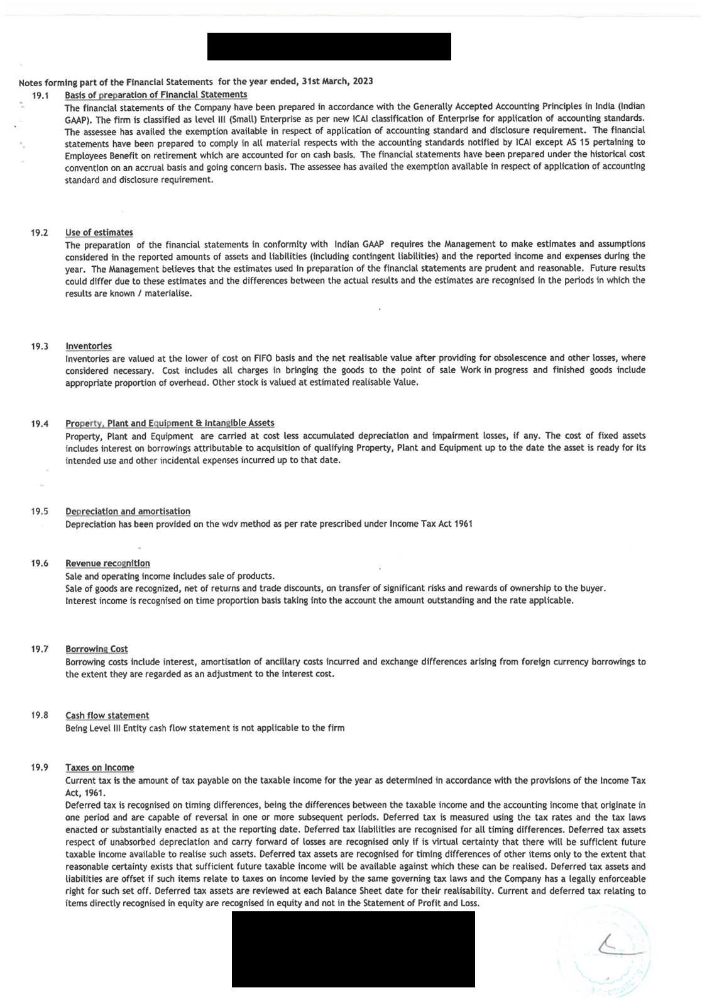 Notes forming part of the Financial Statements for the year ended, 31st March, 2023
19.1 Basis of preparation of Financial Statements
The financial statements of the Company have been prepared in accordance with the Generally Accepted Accounting Principles in India (Indian
GAAP). The firm is classified as level III (Small) Enterprise as per new ICAI classification of Enterprise for application of accounting standards.
The assessee has availed the exemption available in respect of application of accounting standard and disclosure requirement. The financial
statements have been prepared to comply in all material respects with the accounting standards notified by ICAI except AS 15 pertaining to
Employees Benefit on retirement which are accounted for on cash basis. The financial statements have been prepared under the historical cost
convention on an accrual basis and going concern basis. The assessee has availed the exemption available in respect of application of accounting
standard and disclosure requirement.
19.2 Use of estimates
The preparation of the financial statements in conformity with Indian GAAP requires the Management to make estimates and assumptions
considered in the reported amounts of assets and liabilities (including contingent liabilities) and the reported income and expenses during the
year. The Management believes that the estimates used in preparation of the financial statements are prudent and reasonable. Future results
could differ due to these estimates and the differences between the actual results and the estimates are recognised in the periods in which the
results are known / materialise.
19.3 Inventories
Inventories are valued at the lower of cost on FIFO basis and the net realisable value after providing for obsolescence and other losses, where
considered necessary. Cost includes all charges in bringing the goods to the point of sale Work in progress and finished goods include
appropriate proportion of overhead. Other stock is valued at estimated realisable Value.
19.4 Property, Plant and Equipment & Intangible Assets
Property, Plant and Equipment are carried at cost less accumulated depreciation and impairment losses, if any. The cost of fixed assets
includes interest on borrowings attributable to acquisition of qualifying Property, Plant and Equipment up to the date the asset is ready for its
intended use and other incidental expenses incurred up to that date.
19.5 Depreciation and amortisation
Depreciation has been provided on the wdv method as per rate prescribed under Income Tax Act 1961
19.6 Revenue recognition
Sale and operating income includes sale of products.
Sale of goods are recognized, net of returns and trade discounts, on transfer of significant risks and rewards of ownership to the buyer.
Interest income is recognised on time proportion basis taking into the account the amount outstanding and the rate applicable.
19.7 Borrowing Cost
Borrowing costs include interest, amortisation of ancillary costs incurred and exchange differences arising from foreign currency borrowings to
the extent they are regarded as an adjustment to the interest cost.
19.8 Cash flow statement
Being Level III Entity cash flow statement is not applicable to the firm
19.9 Taxes on Income
Current tax is the amount of tax payable on the taxable income for the year as determined in accordance with the provisions of the Income Tax
Act, 1961.
Deferred tax is recognised on timing differences, being the differences between the taxable income and the accounting income that originate in
one period and are capable of reversal in one or more subsequent periods. Deferred tax is measured using the tax rates and the tax laws
enacted or substantially enacted as at the reporting date. Deferred tax liabilities are recognised for all timing differences. Deferred tax assets
respect of unabsorbed depreciation and carry forward of losses are recognised only if is virtual certainty that there will be sufficient future
taxable income available to realise such assets. Deferred tax assets are recognised for timing differences of other items only to the extent that
reasonable certainty exists that sufficient future taxable income will be available against which these can be realised. Deferred tax assets and
liabilities are offset if such items relate to taxes on income levied by the same governing tax laws and the Company has a legally enforceable
right for such set off. Deferred tax assets are reviewed at each Balance Sheet date for their realisability. Current and deferred tax relating to
items directly recognised in equity are recognised in equity and not in the Statement of Profit and Loss.